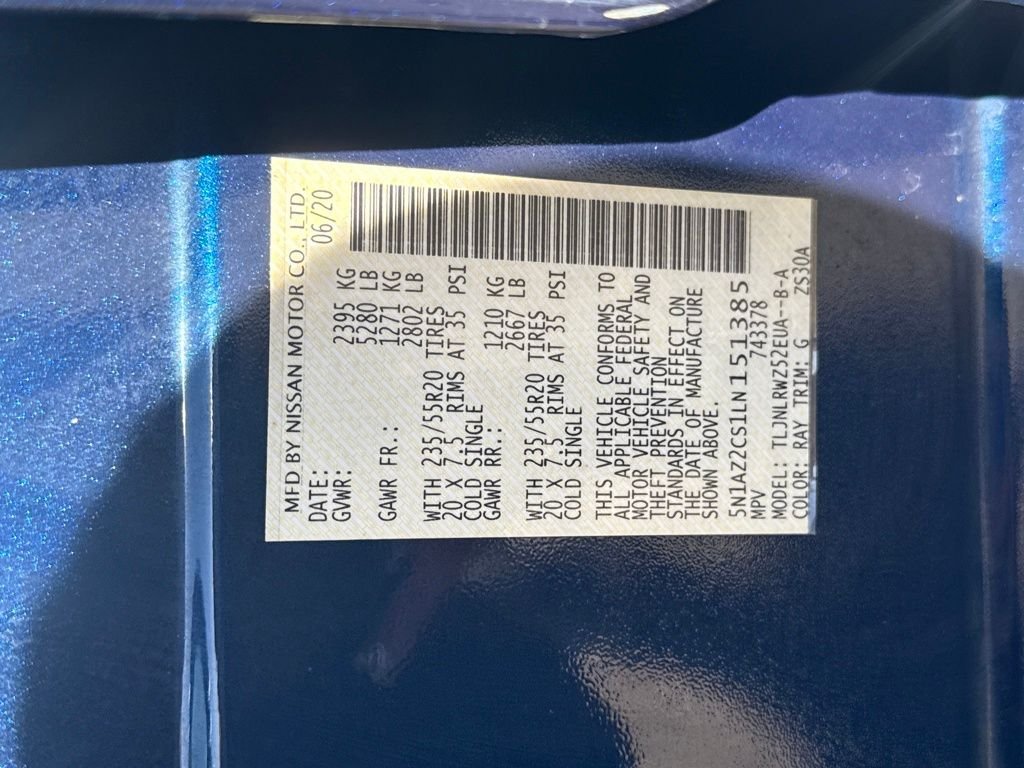 MFD BY NISSAN MOTOR CO., LTD.
DATE: 06/20
GVWR: 2395 KG
5280 LB
GAWR FR.: 1271 KG
2802 LB
WITH 235/55R20 TIRES
20 X 7.5 RIMS AT 35 PSI
COLD SINGLE
GAWR RR.: 1210 KG
2667 LB
WITH 235/55R20 TIRES
20 X 7.5 RIMS AT 35 PSI
COLD SINGLE
THIS VEHICLE CONFORMS TO
ALL APPLICABLE FEDERAL
MOTOR VEHICLE SAFETY AND
THEFT PREVENTION
STANDARDS IN EFFECT ON
THE DATE OF MANUFACTURE
SHOWN ABOVE.
5N1AZ2CS1LN151385
MPV 743378
MODEL: TLJNLRWZ52EUA--B-A
COLOR: RAY TRIM: G ZS30A